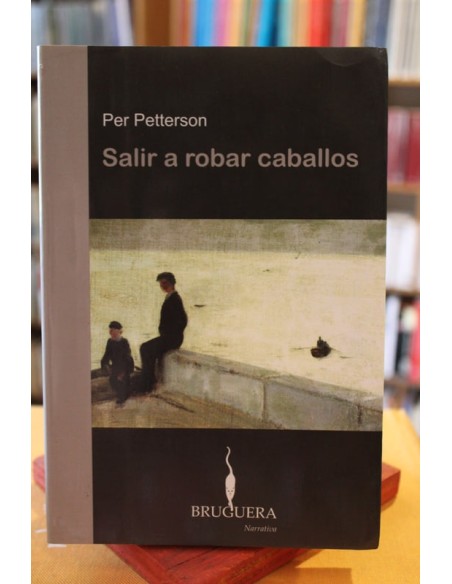 Per Petterson
Salir a robar caballos
BRUGUERA
Narrativa